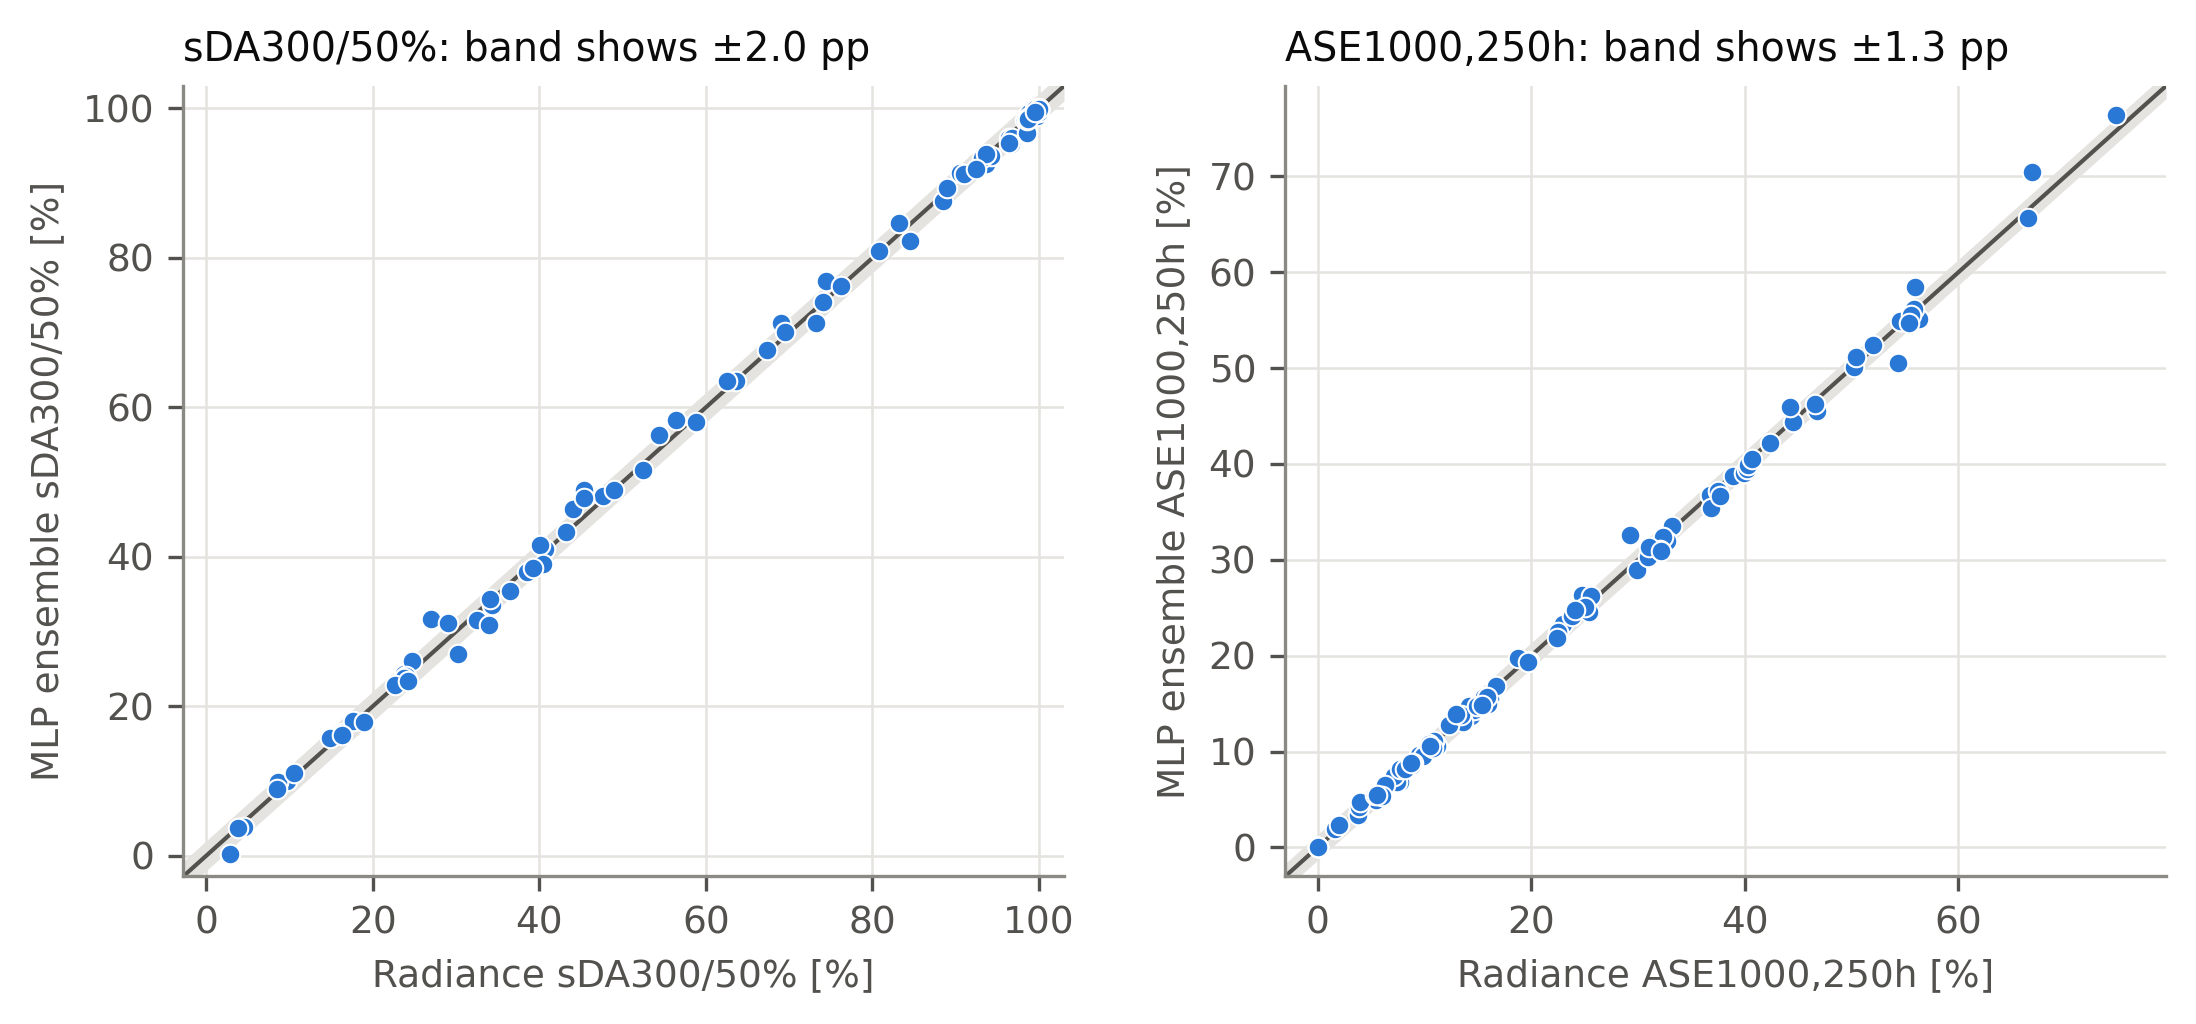 sDA300/50%: band shows ±2.0 pp
MLP ensemble sDA300/50% [%]
100
80
60
40
20
0
0 20 40 60 80 100
Radiance sDA300/50% [%]
ASE1000,250h: band shows ±1.3 pp
MLP ensemble ASE1000,250h [%]
70
60
50
40
30
20
10
0
0 20 40 60
Radiance ASE1000,250h [%]